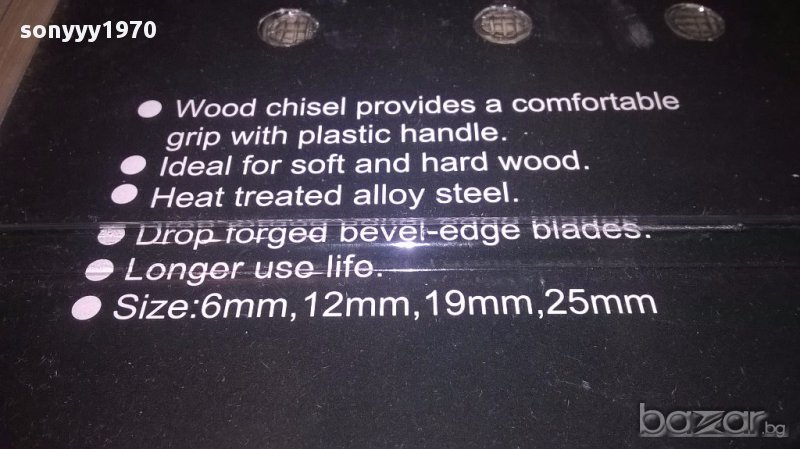 sonyyy1970
● Wood chisel provides a comfortable
grip with plastic handle.
● Ideal for soft and hard wood.
● Heat treated alloy steel.
● Drop forged bevel-edge blades.
● Longer use life.
● Size:6mm,12mm,19mm,25mm
bazar.bg